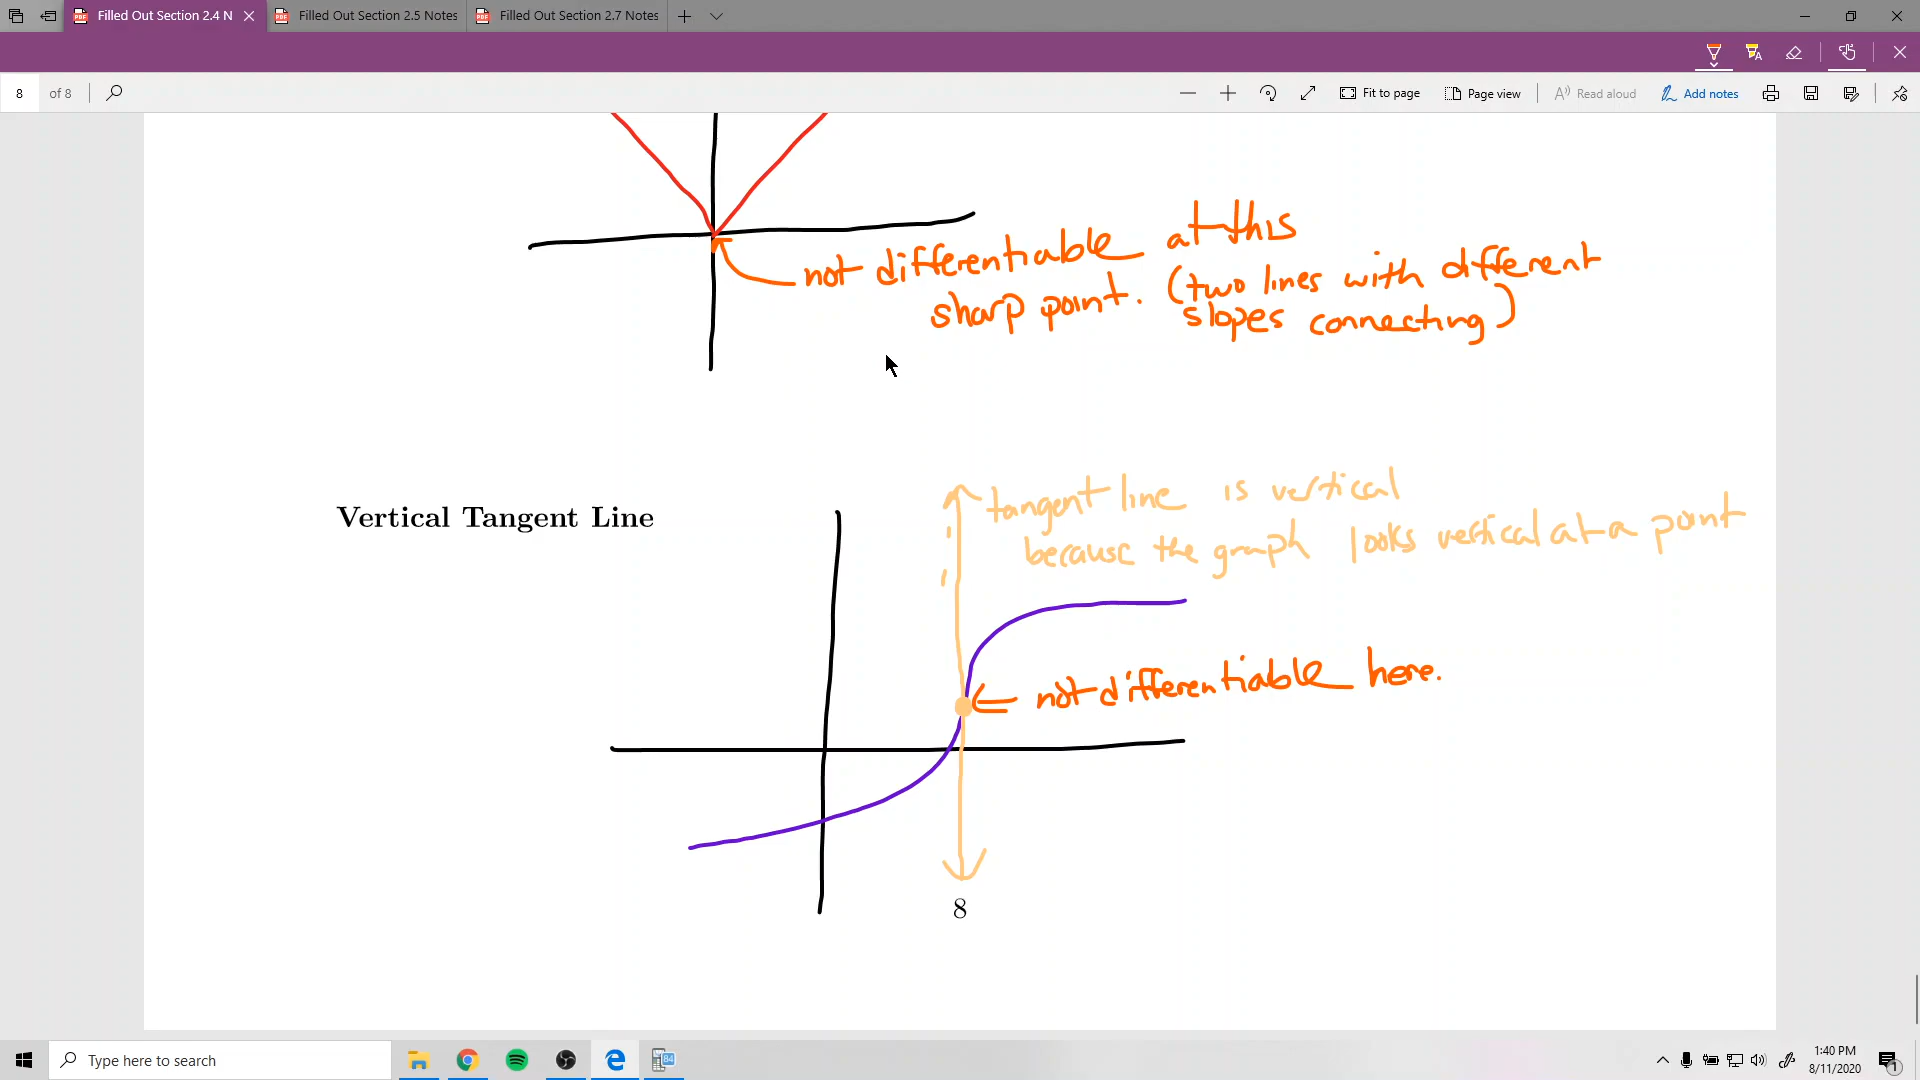 Filled Out Section 2.4 N
Filled Out Section 2.5 Notes
Filled Out Section 2.7 Notes
8 of 8
Fit to page
Page view
Read aloud
Add notes
not differentiable at this
sharp point. (two lines with different
slopes connecting)
Vertical Tangent Line
tangent line is vertical
because the graph looks vertical at a point
not differentiable here.
8
Type here to search
84
1:40 PM
8/11/2020
1